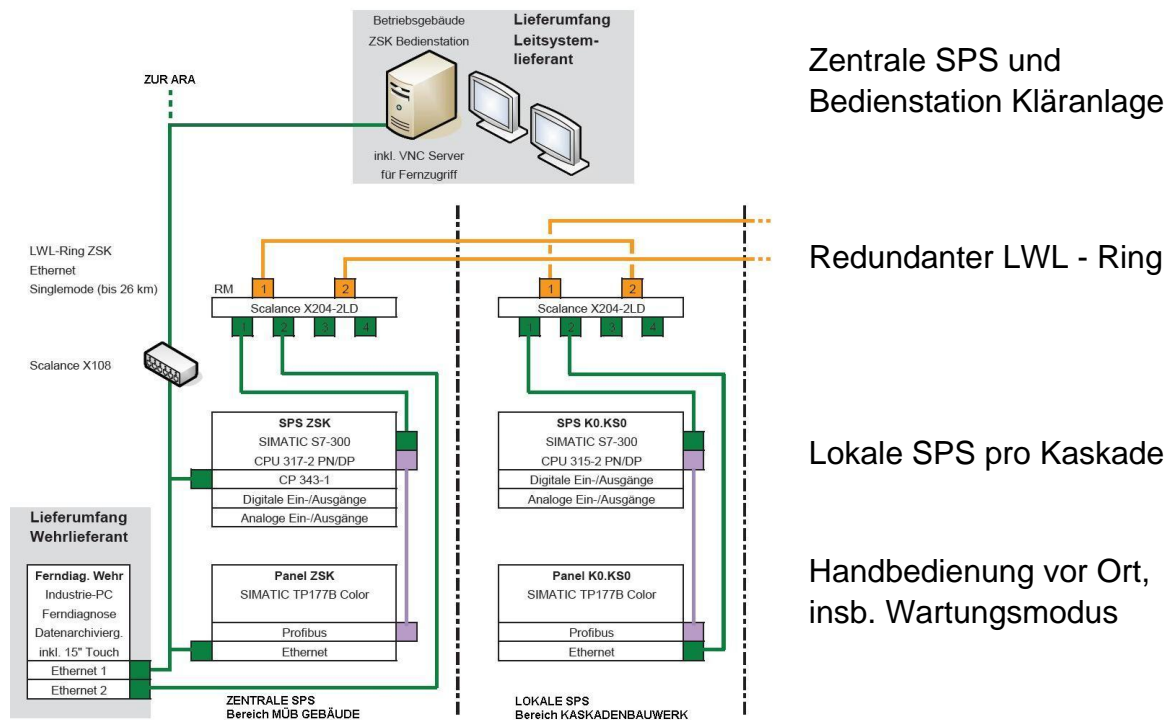 Betriebsgebäude
ZSK Bedienstation
Lieferumfang
Leitsystem-
lieferant
inkl. VNC Server
für Fernzugriff
Zentrale SPS und
Bedienstation Kläranlage
ZUR ARA
LWL-Ring ZSK
Ethernet
Singlemode (bis 26 km)
Redundanter LWL - Ring
RM
1
2
Scalance X204-2LD
1
2
3
4
1
2
Scalance X204-2LD
1
2
3
4
Scalance X108
SPS ZSK
SIMATIC S7-300
CPU 317-2 PN/DP
CP 343-1
Digitale Ein-/Ausgänge
Analoge Ein-/Ausgänge
SPS K0.KS0
SIMATIC S7-300
CPU 315-2 PN/DP
Digitale Ein-/Ausgänge
Analoge Ein-/Ausgänge
Lokale SPS pro Kaskade
Lieferumfang
Wehrlieferant
Ferndiag. Wehr
Industrie-PC
Ferndiagnose
Datenarchivierg.
inkl. 15" Touch
Ethernet 1
Ethernet 2
Panel ZSK
SIMATIC TP177B Color
Profibus
Ethernet
Panel K0.KS0
SIMATIC TP177B Color
Profibus
Ethernet
Handbedienung vor Ort,
insb. Wartungsmodus
ZENTRALE SPS
Bereich MÜB GEBÄUDE
LOKALE SPS
Bereich KASKADENBAUWERK